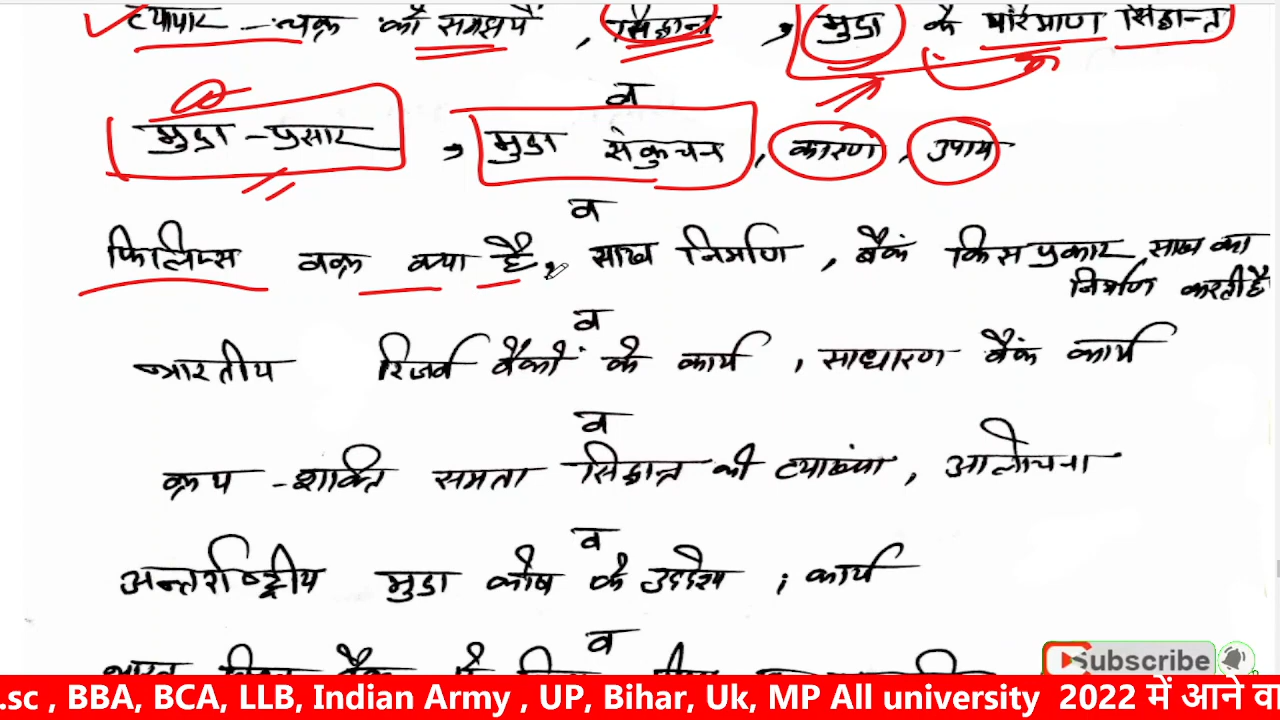 व्यापार - चक्र को समझायें , सिद्धान्त , मुद्रा के परिमाण सिद्धान्त
व
मुद्रा - प्रसार , मुद्रा संकुचन , कारण , उपाय
व
फिलिप्स वक्र क्या है, साख निर्माण , बैंक किस प्रकार साख का
निर्माण करती है
व
भारतीय रिजर्व बैंकों के कार्य , साधारण बैंक कार्य
व
क्रय - शक्ति समता सिद्धान्त की व्याख्या , आलोचना
व
अन्तर्राष्ट्रीय मुद्रा कोष के उद्देश्य , कार्य
व
Subscribe
.sc , BBA, BCA, LLB, Indian Army , UP, Bihar, Uk, MP All university 2022 में आने वा